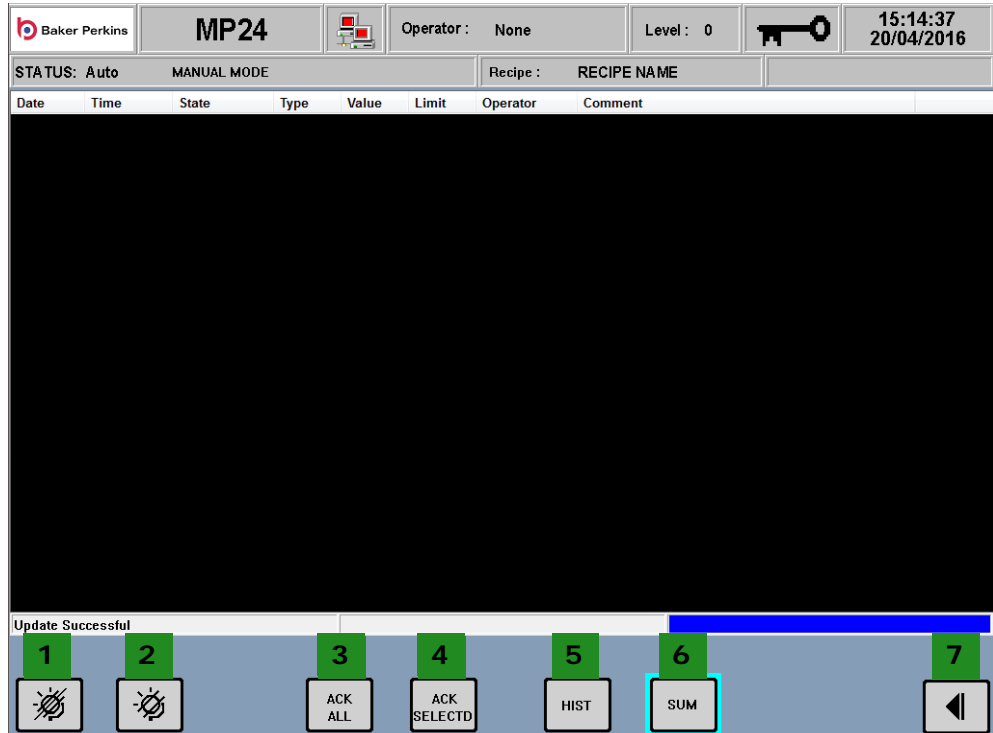 Baker Perkins
MP24
Operator : None
Level : 0
15:14:37
20/04/2016
STATUS: Auto MANUAL MODE
Recipe : RECIPE NAME
Date Time State Type Value Limit Operator Comment
Update Successful
1 2 3 4 5 6 7
ACK ALL
ACK SELECTD
HIST
SUM